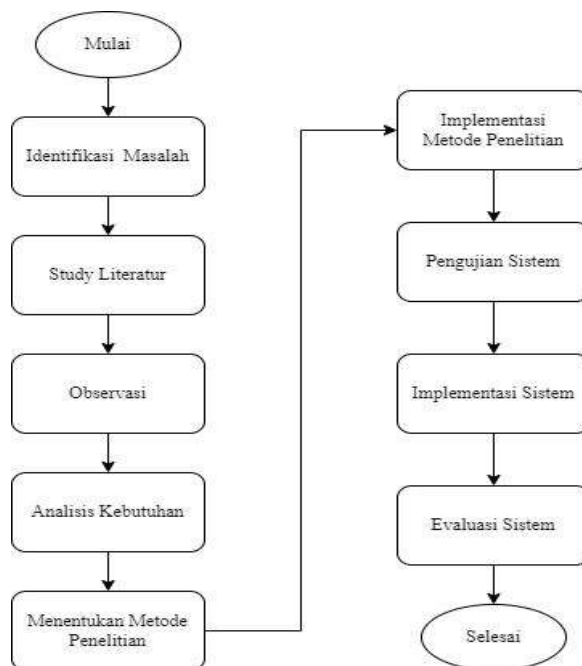 Mulai
Identifikasi Masalah
Study Literatur
Observasi
Analisis Kebutuhan
Menentukan Metode
Penelitian
Implementasi
Metode Penelitian
Pengujian Sistem
Implementasi Sistem
Evaluasi Sistem
Selesai